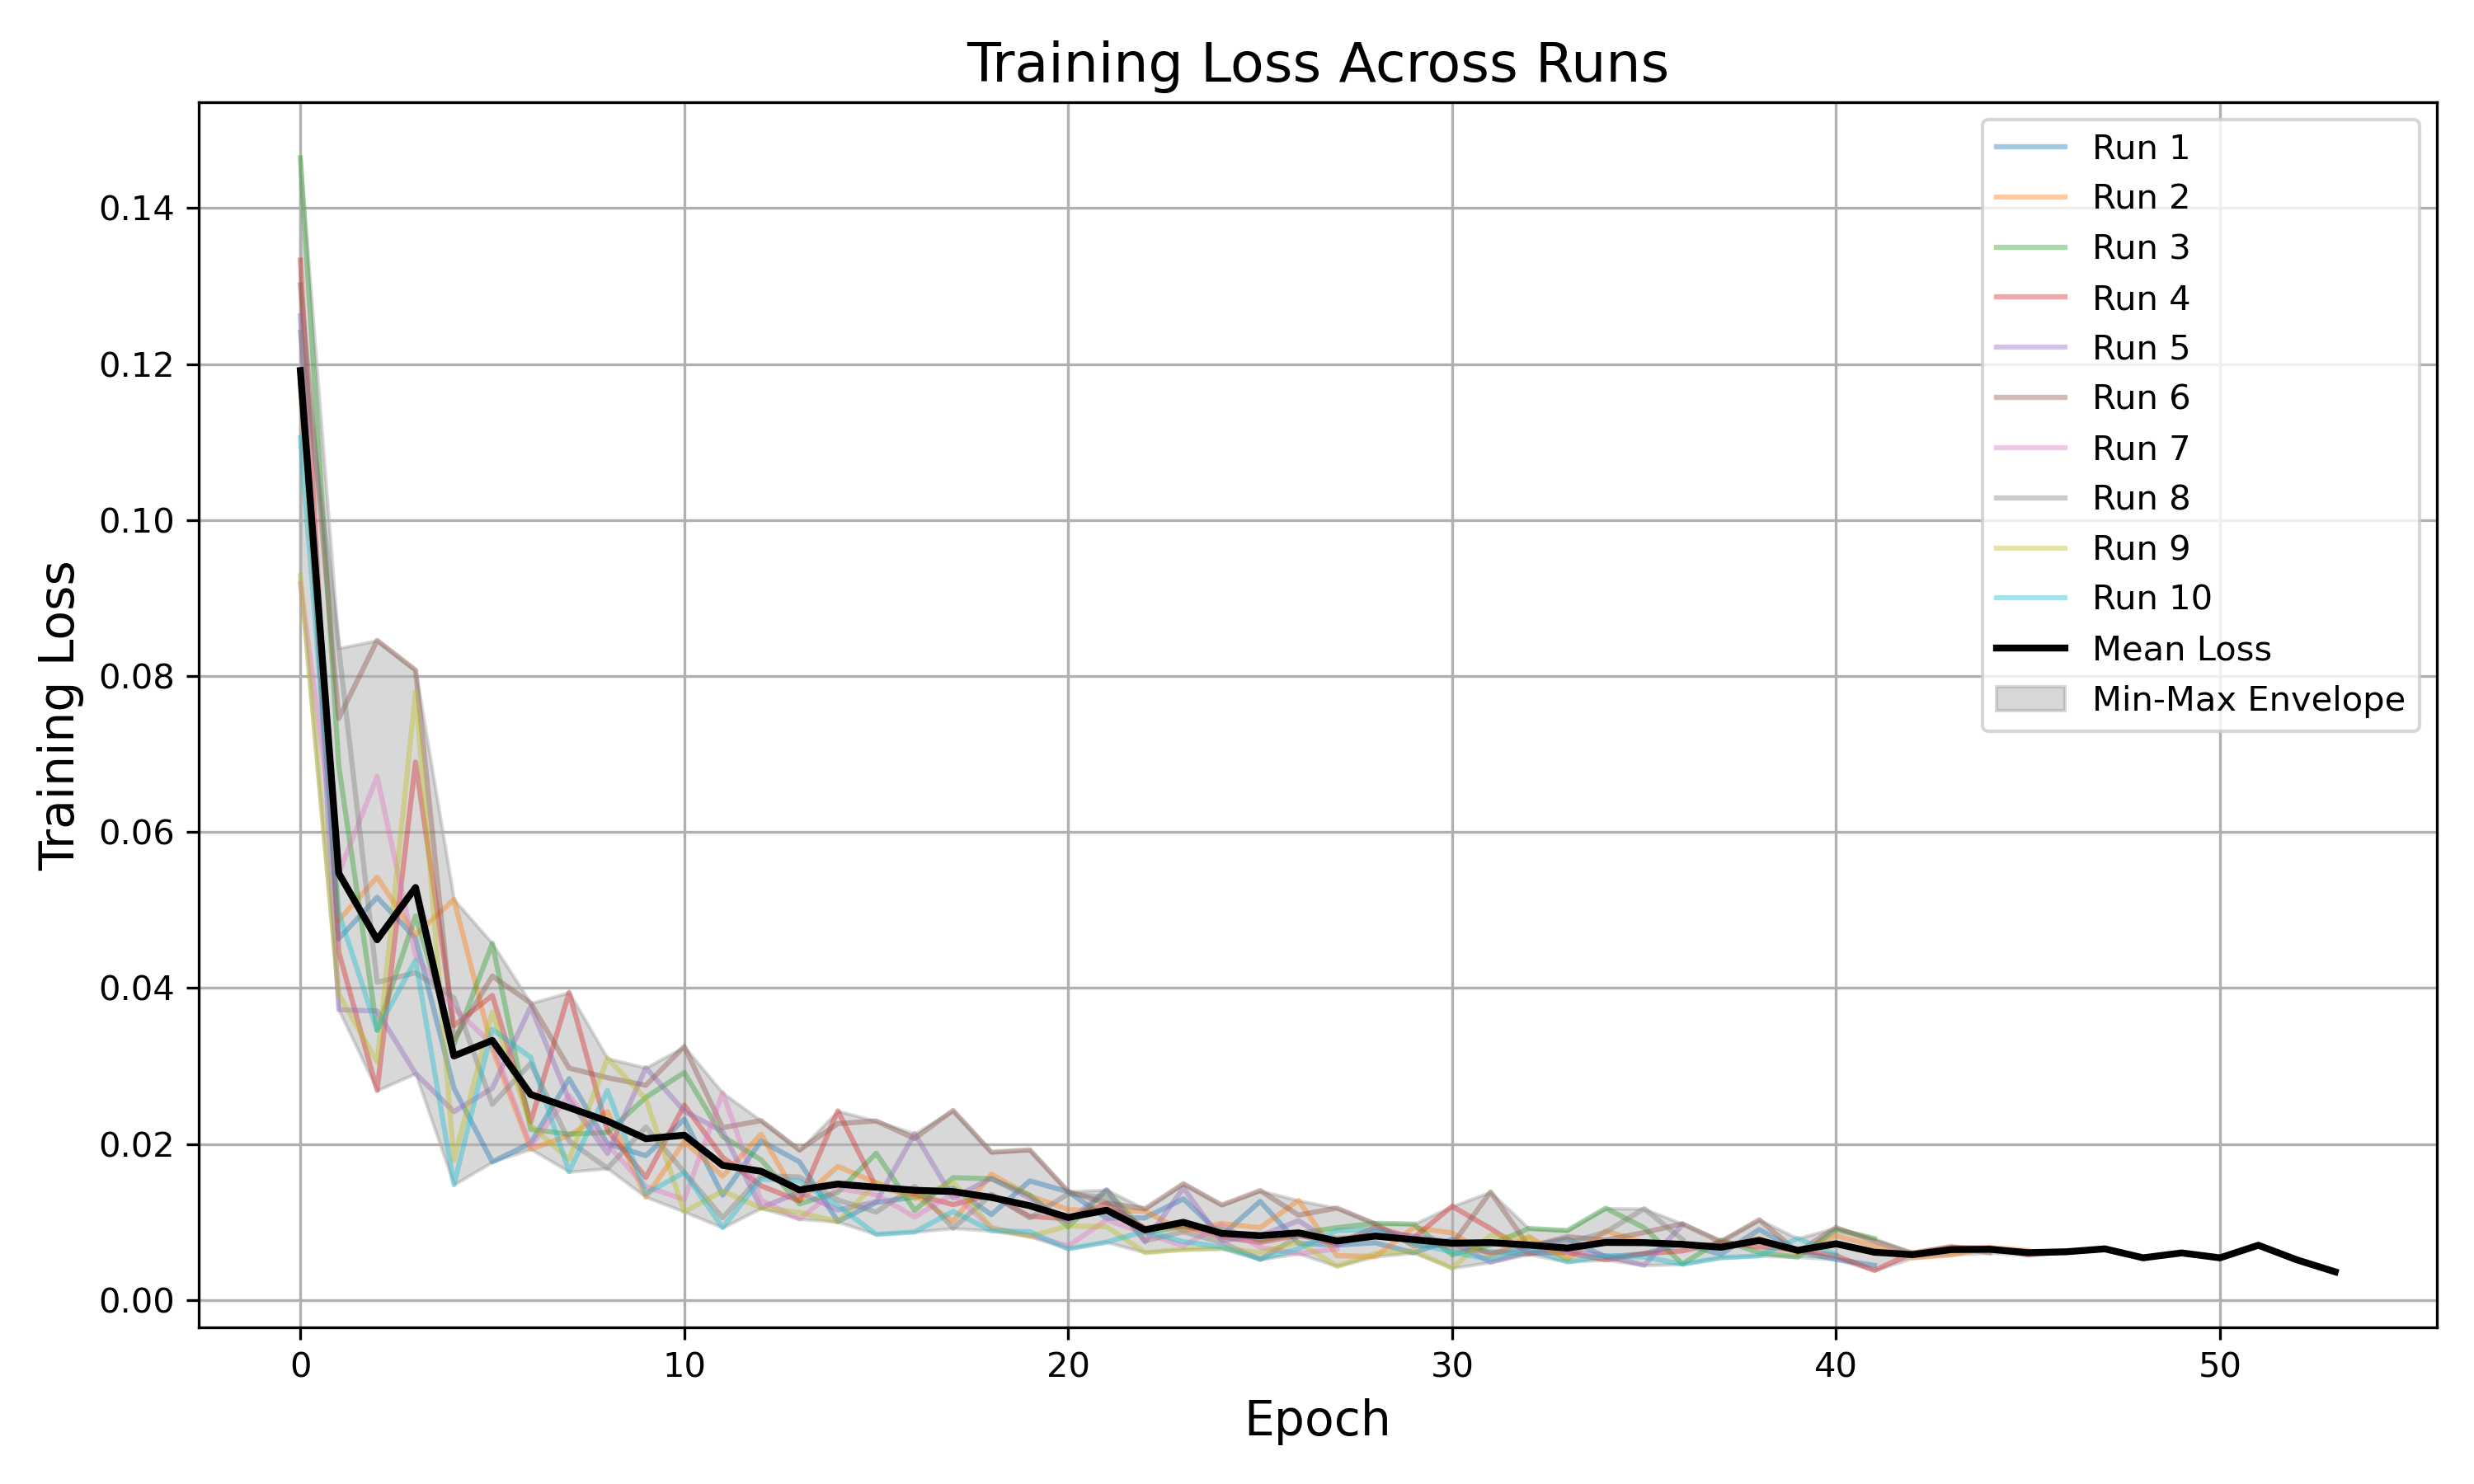 Training Loss Across Runs
Training Loss
0.14
0.12
0.10
0.08
0.06
0.04
0.02
0.00
Run 1
Run 2
Run 3
Run 4
Run 5
Run 6
Run 7
Run 8
Run 9
Run 10
Mean Loss
Min-Max Envelope
0 10 20 30 40 50
Epoch